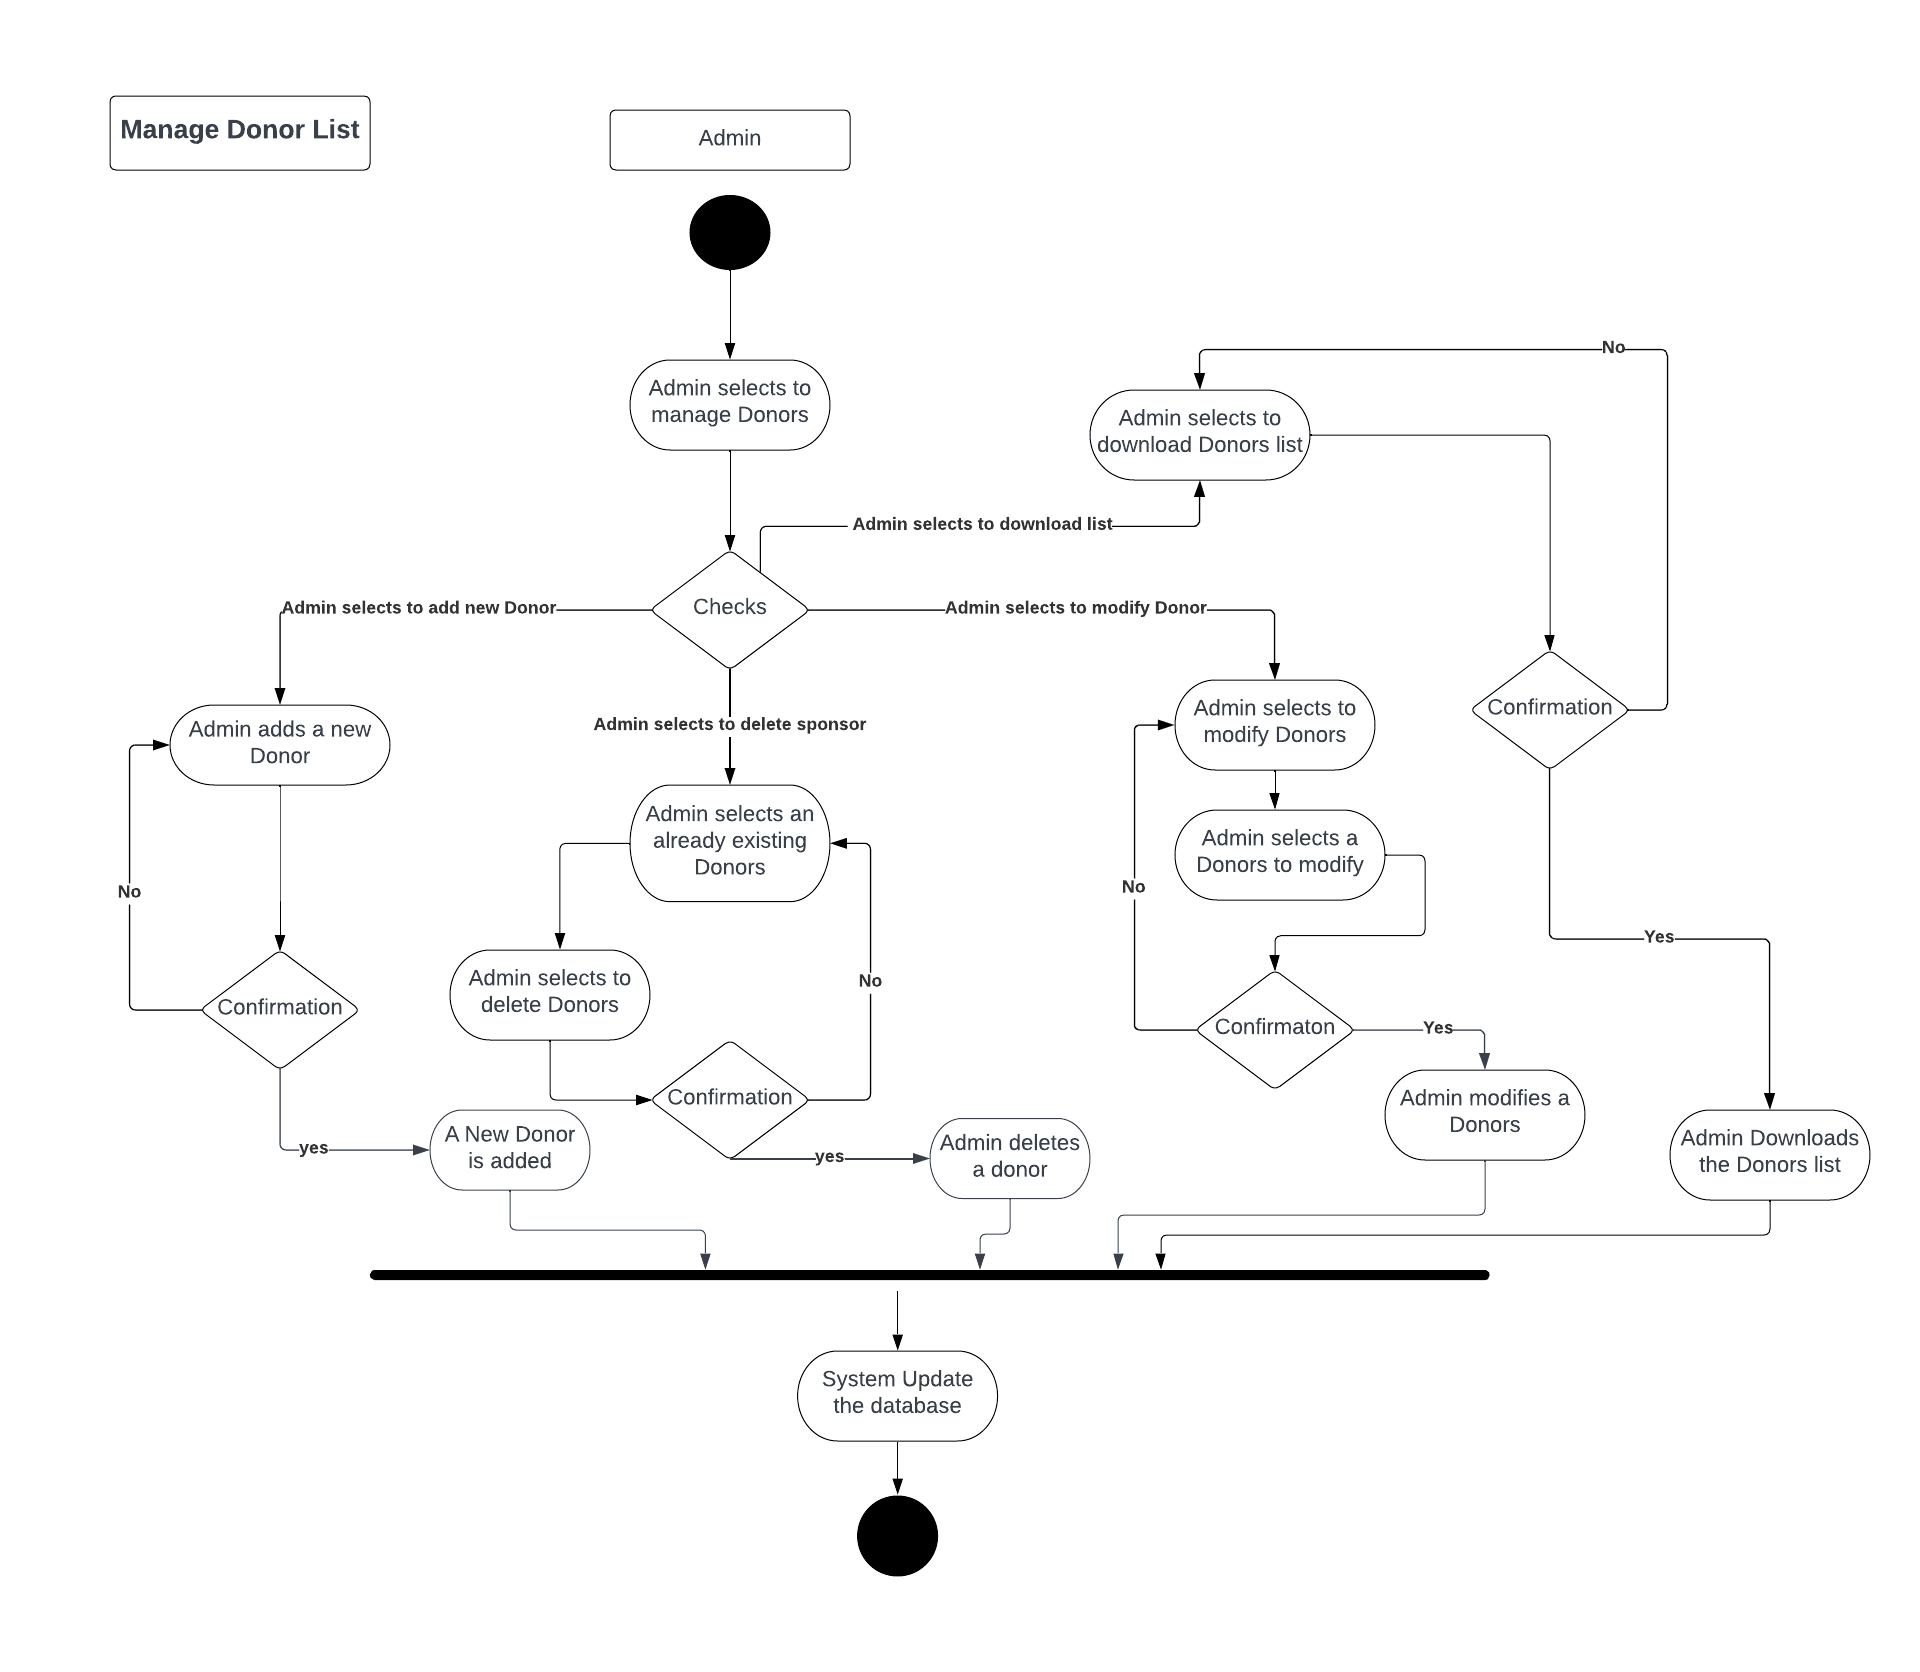 Manage Donor List
Admin
Admin selects to
manage Donors
No
Admin selects to
download Donors list
Admin selects to download list
Checks
Admin selects to add new Donor
Admin selects to modify Donor
Admin selects to delete sponsor
Admin adds a new
Donor
No
Confirmation
yes
A New Donor
is added
Admin selects an
already existing
Donors
Admin selects to
delete Donors
No
Confirmation
yes
Admin deletes
a donor
Admin selects to
modify Donors
Admin selects a
Donors to modify
No
Confirmaton
Yes
Admin modifies a
Donors
Confirmation
Yes
Admin Downloads
the Donors list
System Update
the database